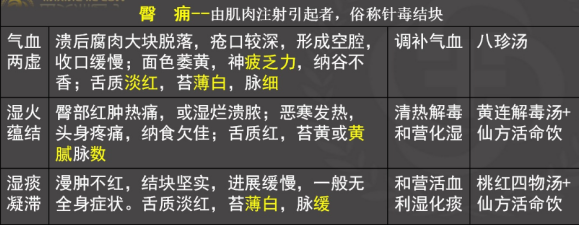 臀 痈--由肌肉注射引起者，俗称针毒结块
气血
两虚
溃后腐肉大块脱落，疮口较深，形成空腔，
收口缓慢；面色萎黄，神疲乏力，纳谷不
香；舌质淡红，苔薄白，脉细
调补气血
八珍汤
湿火
蕴结
臀部红肿热痛，或湿烂溃脓；恶寒发热，
头身疼痛，纳食欠佳；舌质红，苔黄或黄
腻脉数
清热解毒
和营化湿
黄连解毒汤+
仙方活命饮
湿痰
凝滞
漫肿不红，结块坚实，进展缓慢，一般无
全身症状。舌质淡红，苔薄白，脉缓
和营活血
利湿化痰
桃红四物汤+
仙方活命饮